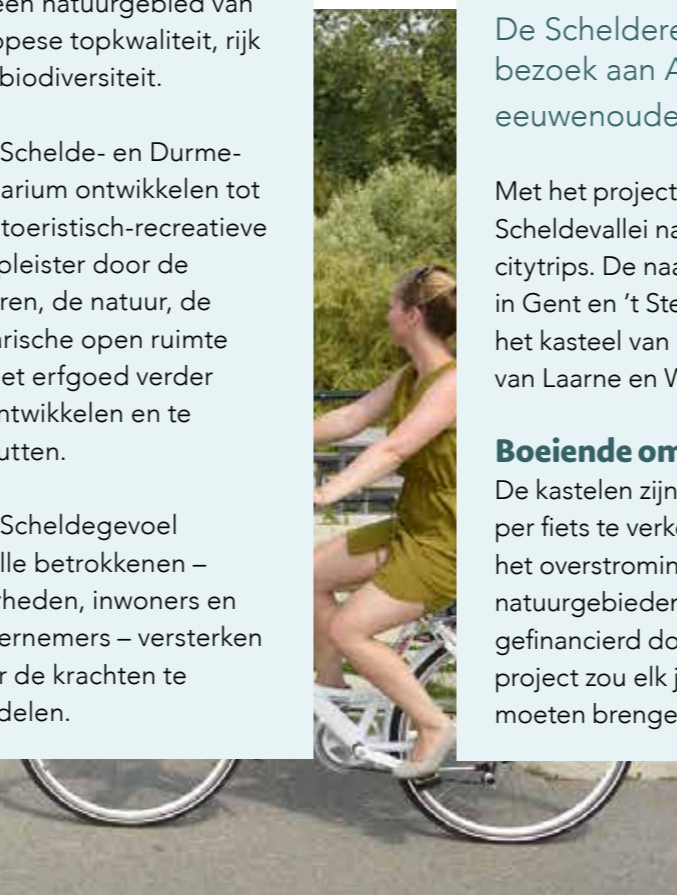 een natuurgebied van
opese topkwaliteit, rijk
biodiversiteit.
Schelde- en Durme-
arium ontwikkelen tot
toeristisch-recreatieve
pleister door de
ren, de natuur, de
arische open ruimte
et erfgoed verder
ntwikkelen en te
utten.
Scheldegevoel
lle betrokkenen –
rheden, inwoners en
ernemers – versterken
r de krachten te
delen.
De Scheldere
bezoek aan A
eeuwenoude
Met het project
Scheldevallei na
citytrips. De naa
in Gent en ’t Ste
het kasteel van
van Laarne en W
Boeiende om
De kastelen zijn
per fiets te verke
het overstromin
natuurgebieden
gefinancierd do
project zou elk j
moeten brenge